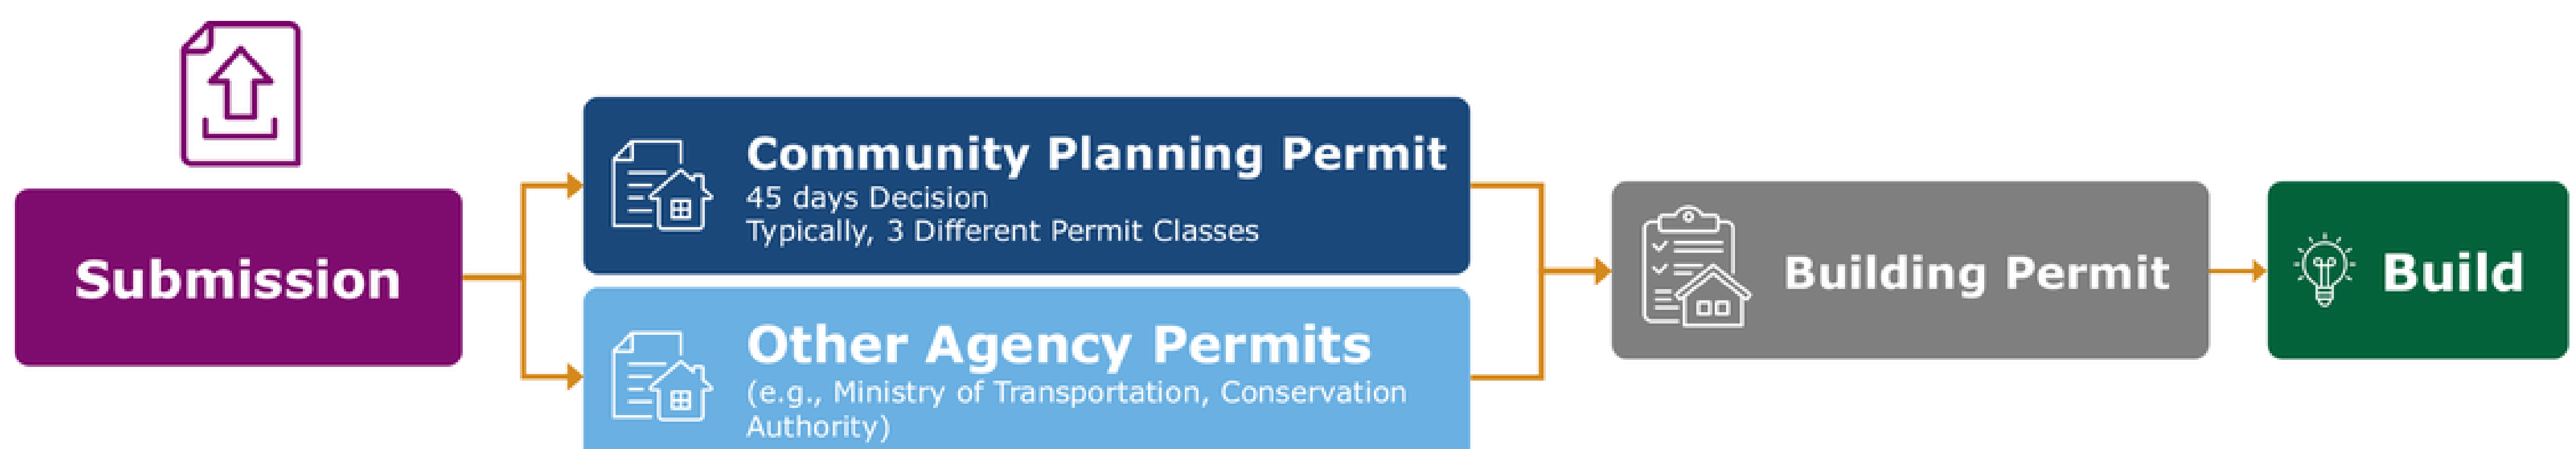 Submission
Community Planning Permit
45 days Decision
Typically, 3 Different Permit Classes
Other Agency Permits
(e.g., Ministry of Transportation, Conservation
Authority)
Building Permit
Build